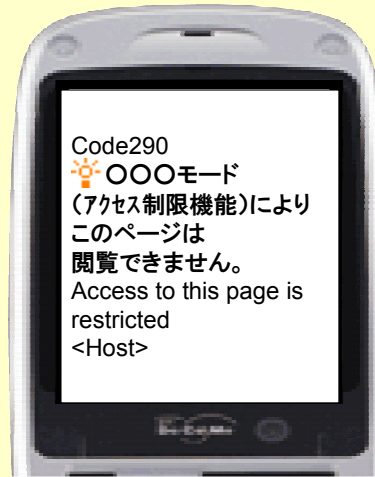 Code290
○○○モード
（ｱｸｾｽ制限機能）により
このページは
閲覧できません。
Access to this page is
restricted
<Host>